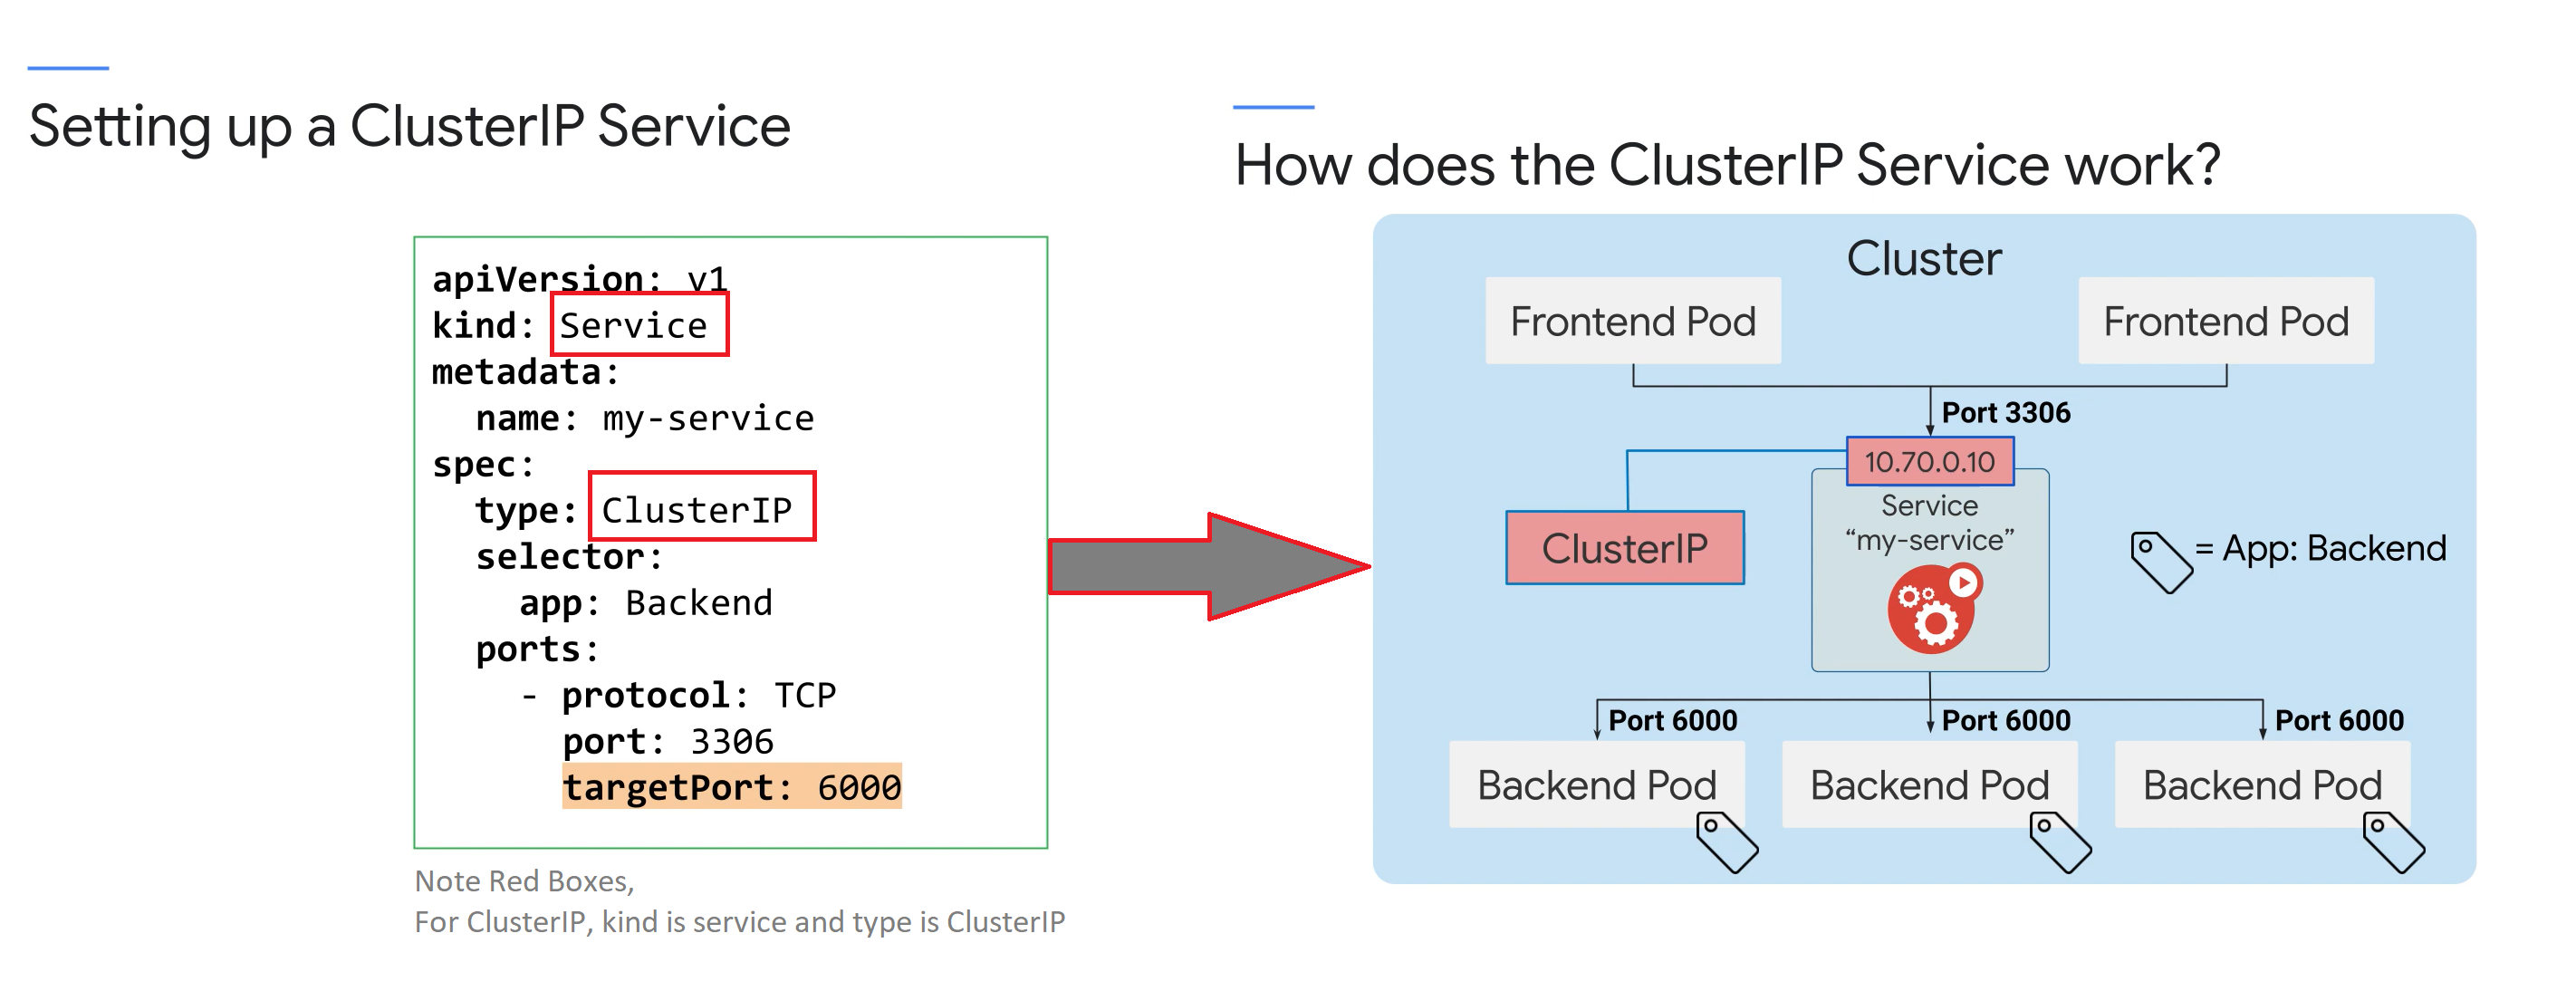 Setting up a ClusterIP Service
apiVersion: v1
kind: Service
metadata:
name: my-service
spec:
type: ClusterIP
selector:
app: Backend
ports:
- protocol: TCP
port: 3306
targetPort: 6000
Note Red Boxes,
For ClusterIP, kind is service and type is ClusterIP
How does the ClusterIP Service work?
Cluster
Frontend Pod
Frontend Pod
Port 3306
10.70.0.10
ClusterIP
Service
“my-service”
= App: Backend
Port 6000
Port 6000
Port 6000
Backend Pod
Backend Pod
Backend Pod